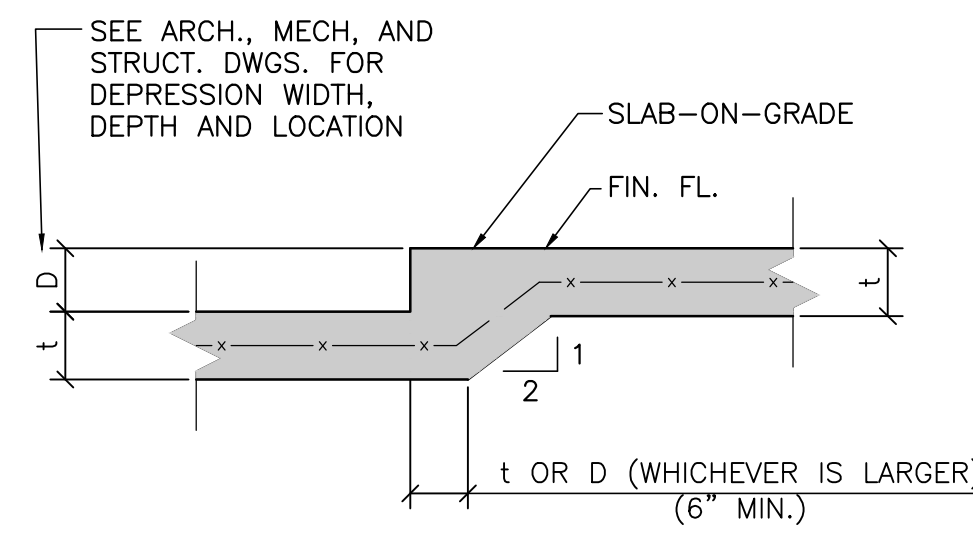 SEE ARCH., MECH, AND
STRUCT. DWGS. FOR
DEPRESSION WIDTH,
DEPTH AND LOCATION
SLAB-ON-GRADE
FIN. FL.
D
t
t
x x x
x x x
1
2
t OR D (WHICHEVER IS LARGER)
(6" MIN.)